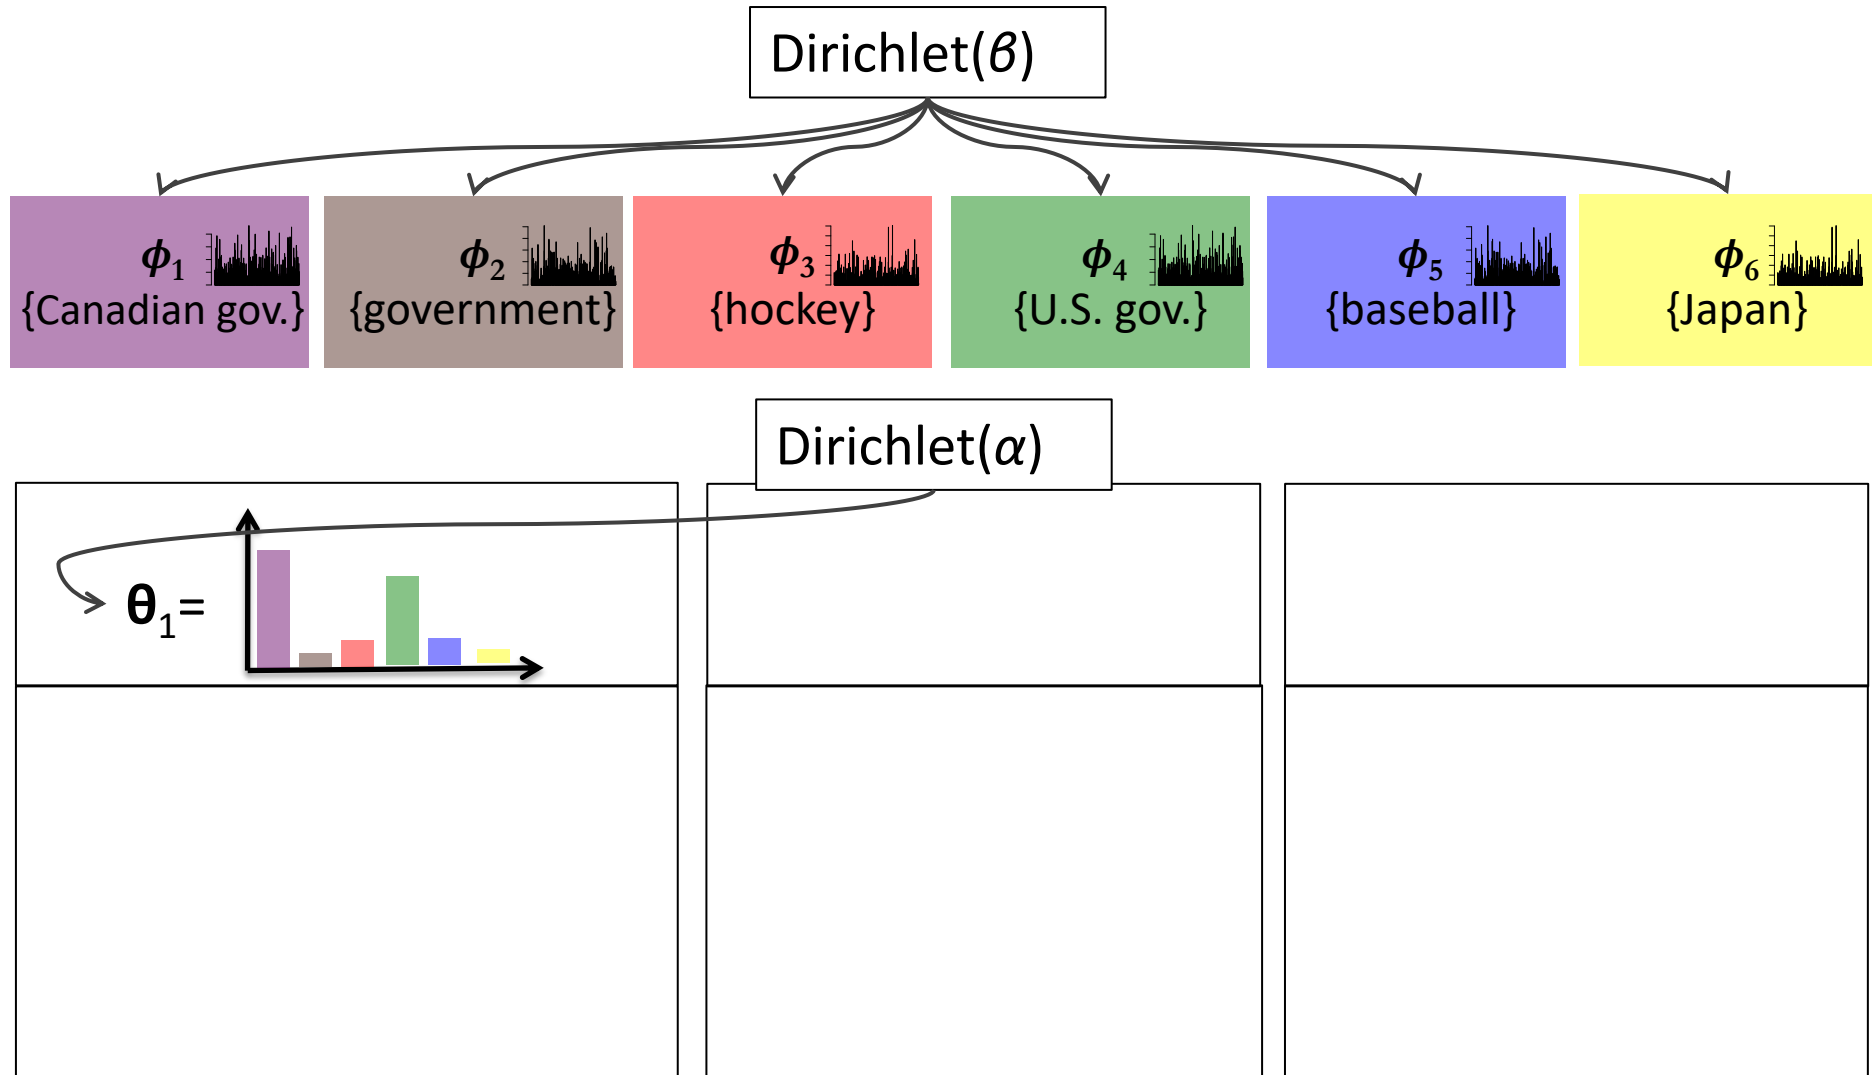 Dirichlet(β)
ϕ₁ ϕ₂ ϕ₃ ϕ₄ ϕ₅ ϕ₆
{Canadian gov.} {government} {hockey} {U.S. gov.} {baseball} {Japan}
Dirichlet(α)
θ₁=